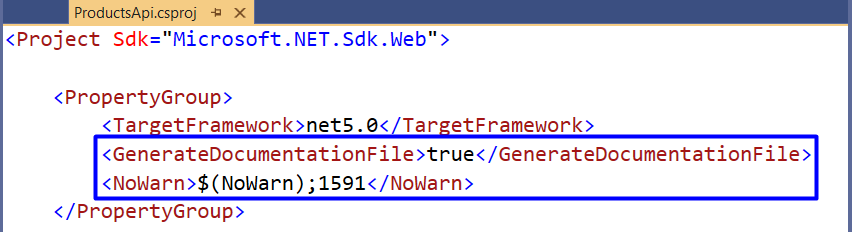 ProductsApi.csproj
<Project Sdk="Microsoft.NET.Sdk.Web">
<PropertyGroup>
<TargetFramework>net5.0</TargetFramework>
<GenerateDocumentationFile>true</GenerateDocumentationFile>
<NoWarn>$(NoWarn);1591</NoWarn>
</PropertyGroup>